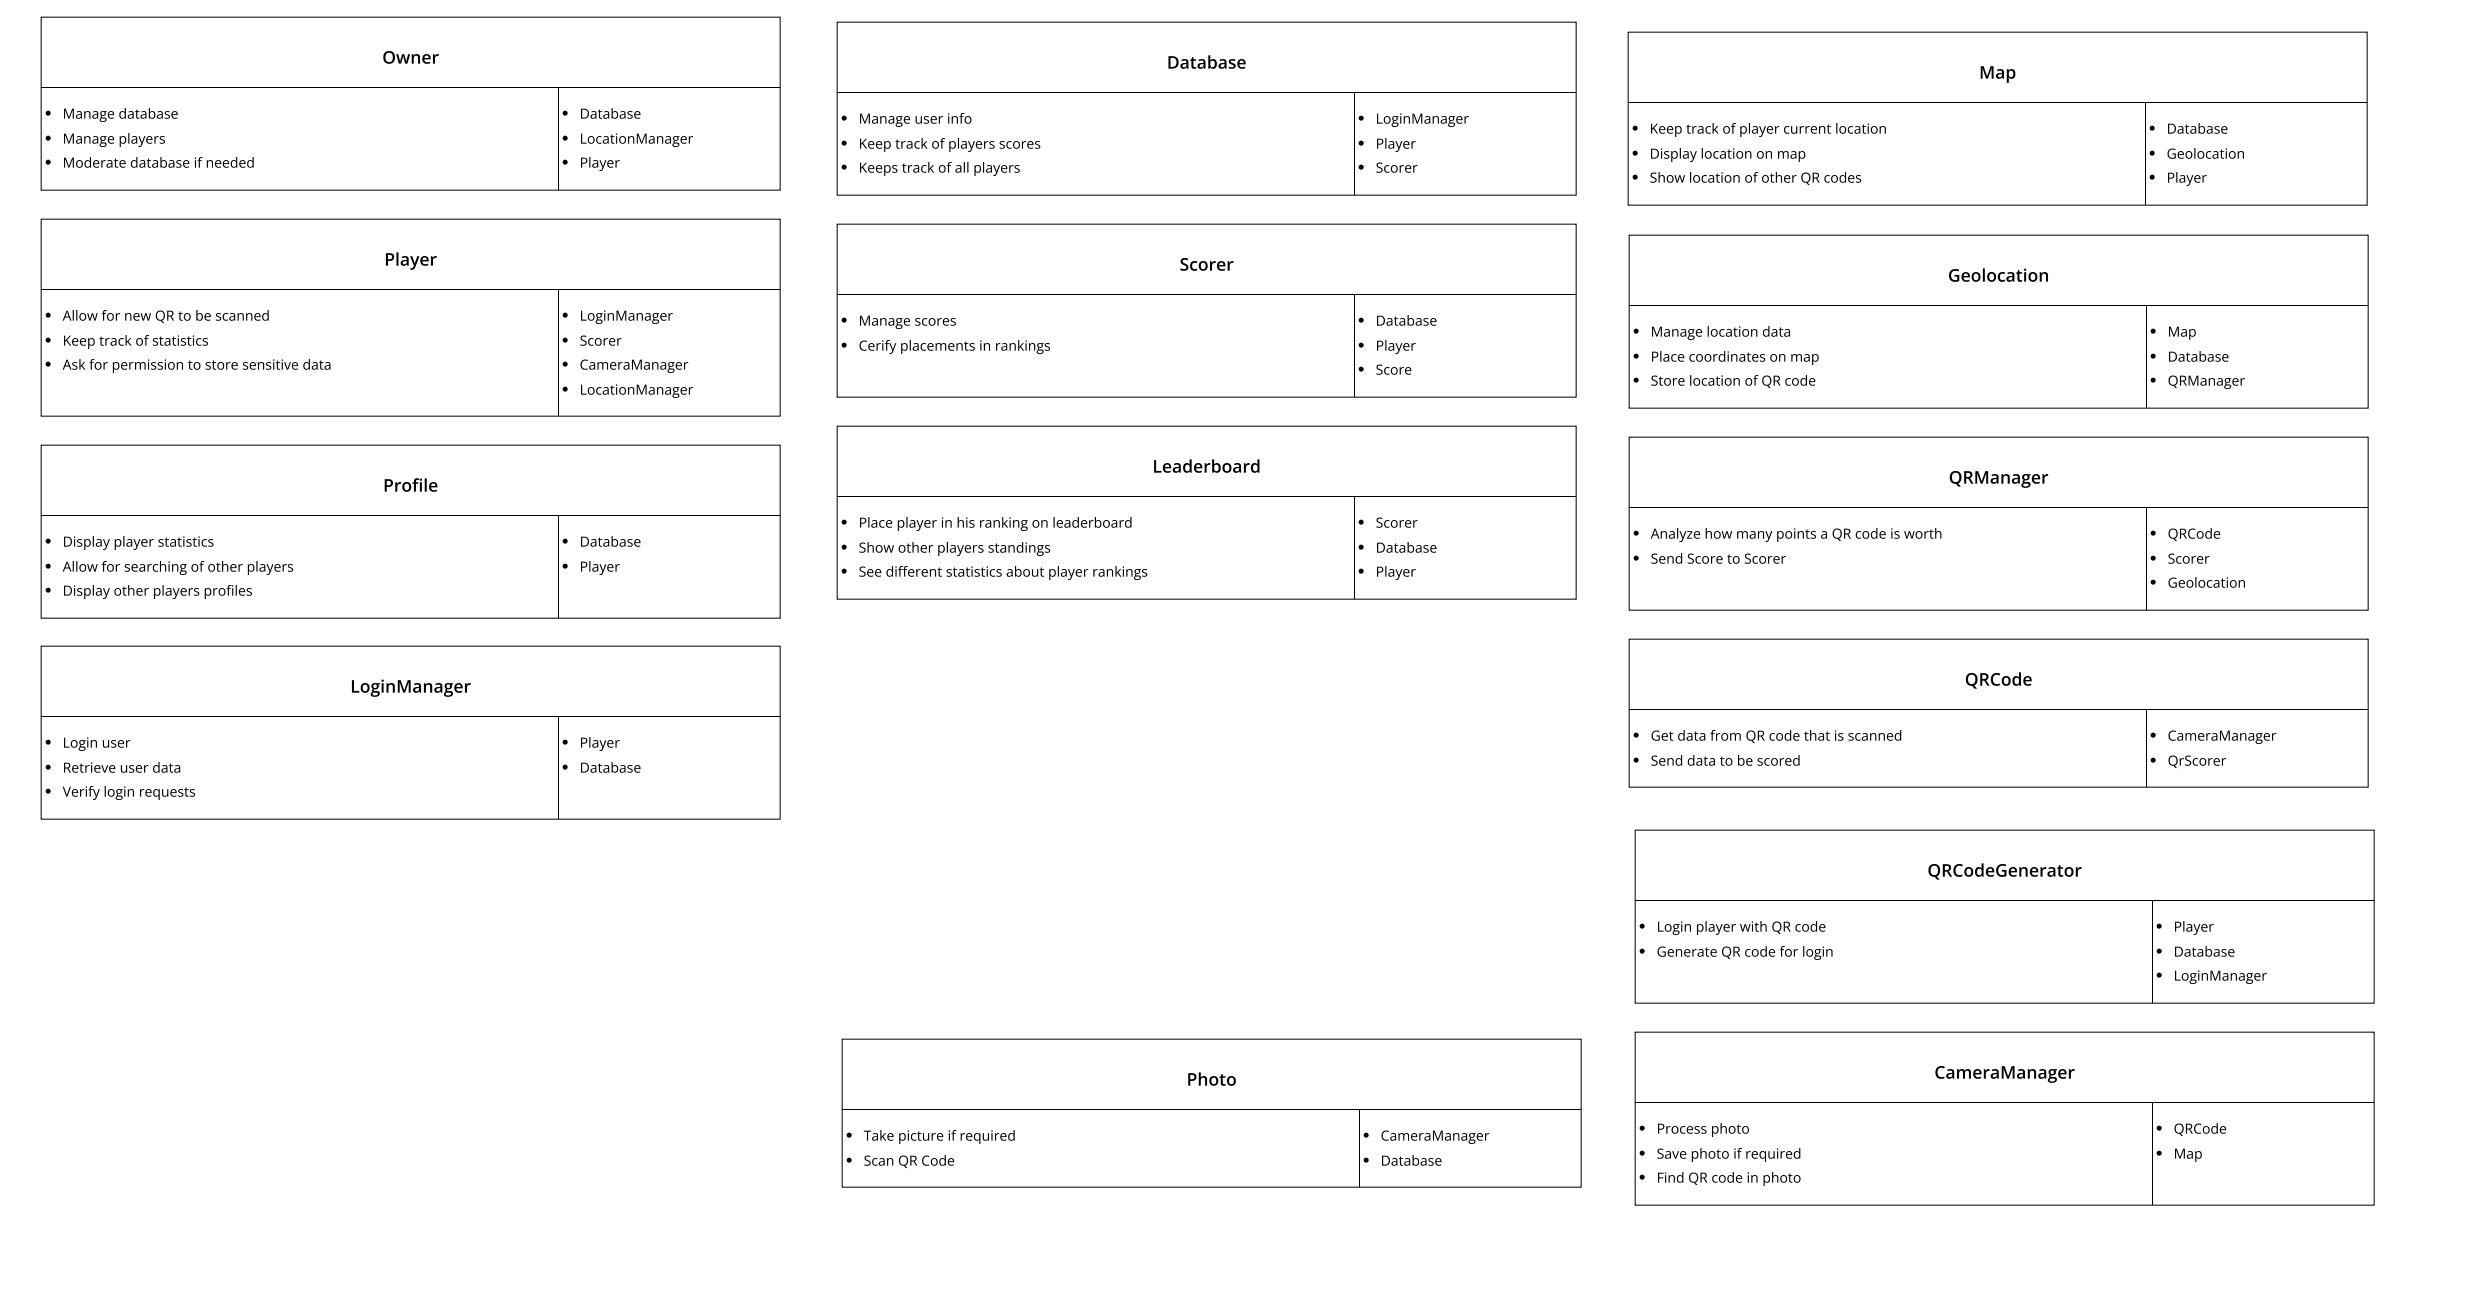 Owner
Manage database
Manage players
Moderate database if needed
Database
LocationManager
Player
Player
Allow for new QR to be scanned
Keep track of statistics
Ask for permission to store sensitive data
LoginManager
Scorer
CameraManager
LocationManager
Profile
Display player statistics
Allow for searching of other players
Display other players profiles
Database
Player
LoginManager
Login user
Retrieve user data
Verify login requests
Player
Database
Database
Manage user info
Keep track of players scores
Keeps track of all players
LoginManager
Player
Scorer
Scorer
Manage scores
Cerify placements in rankings
Database
Player
Score
Leaderboard
Place player in his ranking on leaderboard
Show other players standings
See different statistics about player rankings
Scorer
Database
Player
Photo
Take picture if required
Scan QR Code
CameraManager
Database
Map
Keep track of player current location
Display location on map
Show location of other QR codes
Database
Geolocation
Player
Geolocation
Manage location data
Place coordinates on map
Store location of QR code
Map
Database
QRManager
QRManager
Analyze how many points a QR code is worth
Send Score to Scorer
QRCode
Scorer
Geolocation
QRCode
Get data from QR code that is scanned
Send data to be scored
CameraManager
QrScorer
QRCodeGenerator
Login player with QR code
Generate QR code for login
Player
Database
LoginManager
CameraManager
Process photo
Save photo if required
Find QR code in photo
QRCode
Map